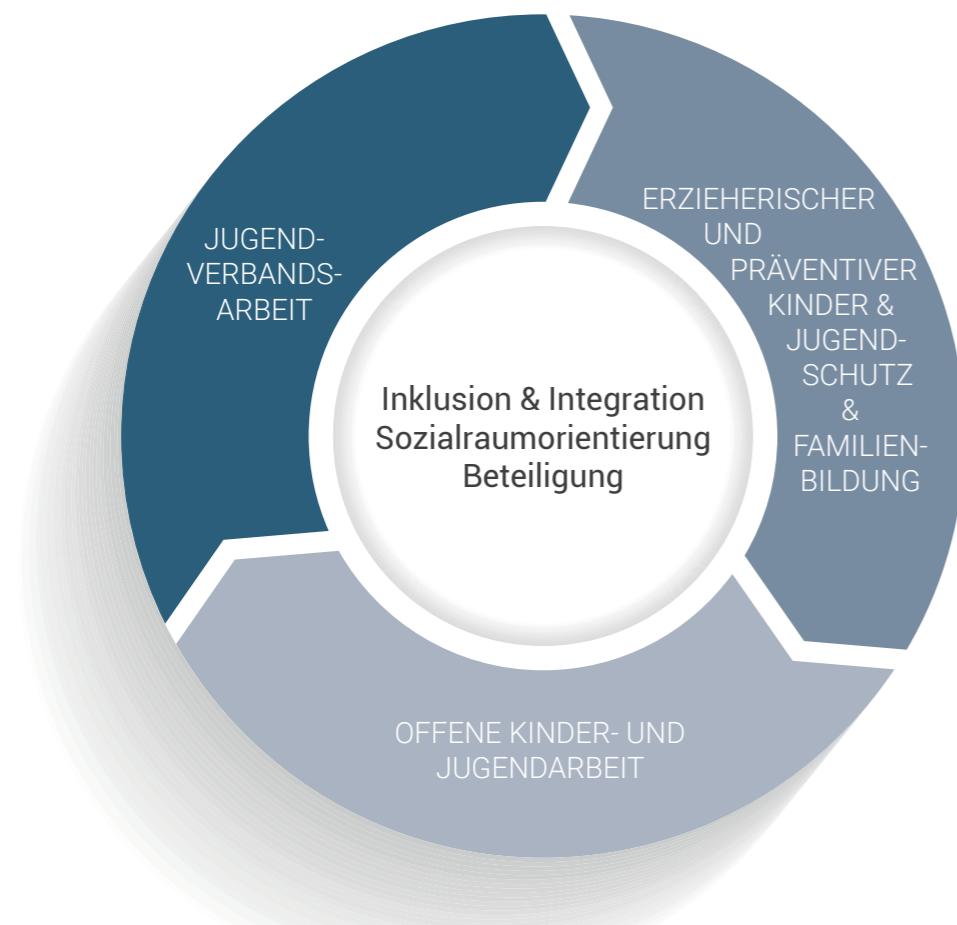 JUGEND-
VERBANDS-
ARBEIT
ERZIEHERISCHER
UND
PRÄVENTIVER
KINDER &
JUGEND-
SCHUTZ
&
FAMILIEN-
BILDUNG
Inklusion & Integration
Sozialraumorientierung
Beteiligung
OFFENE KINDER- UND
JUGENDARBEIT